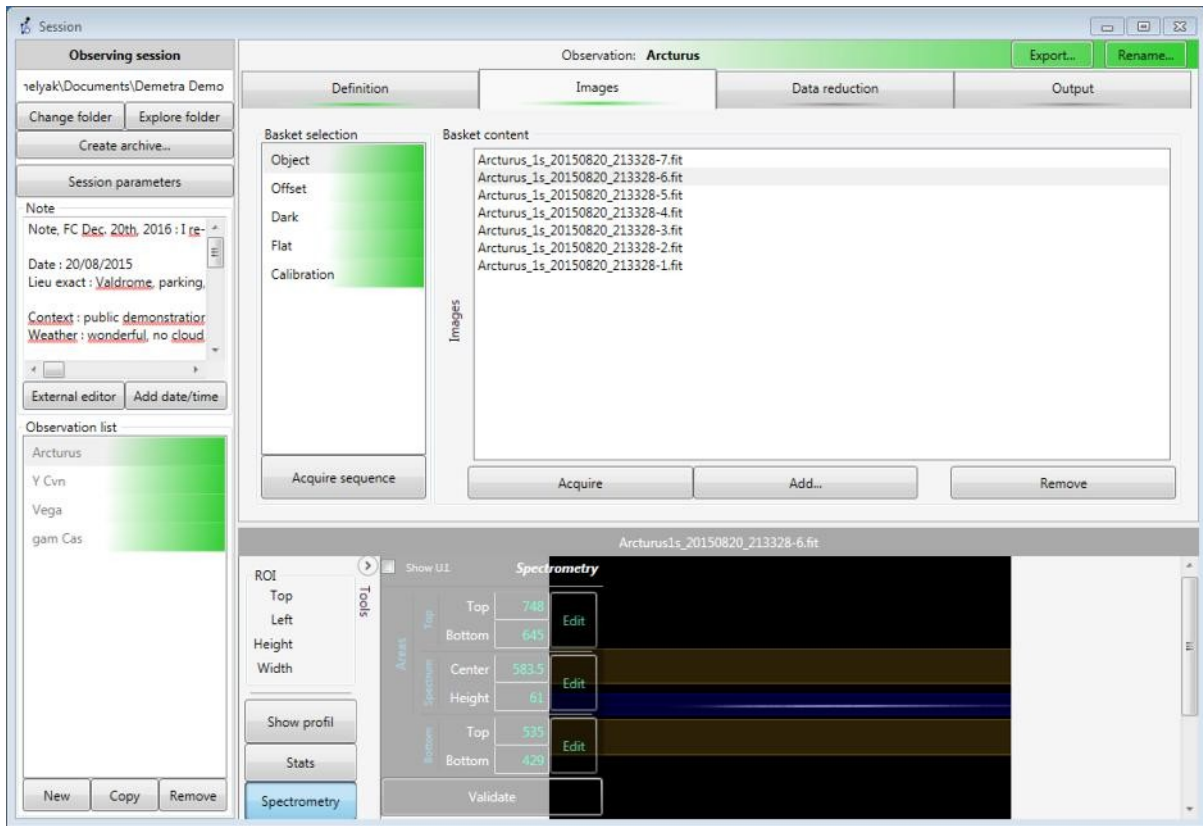 Session
Observing session
nelyak\Documents\Demetra Demo
Change folder
Explore folder
Create archive...
Session parameters
Note
Note, FC Dec. 20th, 2016 : I re-
Date : 20/08/2015
Lieu exact : Valdrome, parking,
Context : public demonstration
Weather : wonderful, no cloud
External editor
Add date/time
Observation list
Arcturus
Y Cvn
Vega
gam Cas
New
Copy
Remove
Observation: Arcturus
Export...
Rename...
Definition
Images
Data reduction
Output
Basket selection
Object
Offset
Dark
Flat
Calibration
Acquire sequence
Basket content
Images
Arcturus_1s_20150820_213328-7.fit
Arcturus_1s_20150820_213328-6.fit
Arcturus_1s_20150820_213328-5.fit
Arcturus_1s_20150820_213328-4.fit
Arcturus_1s_20150820_213328-3.fit
Arcturus_1s_20150820_213328-2.fit
Arcturus_1s_20150820_213328-1.fit
Acquire
Add...
Remove
Arcturus1s_20150820_213328-6.fit
ROI
Top
Left
Height
Width
Show profil
Stats
Spectrometry
Tools
Show U.I.
Spectrometry
Areas
Top
Top 748
Bottom 645
Edit
Spectrum
Center 583.5
Height 61
Edit
Bottom
Top 535
Bottom 429
Edit
Validate